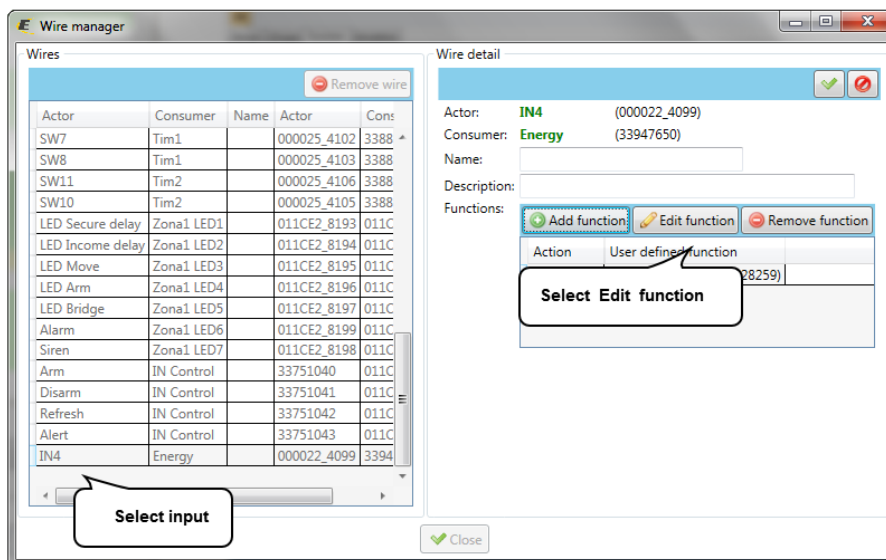 Wire manager
Wires
Wire detail
Remove wire
Actor Consumer Name Actor Cons
SW7 Tim1 000025_4102 3388
SW8 Tim1 000025_4103 3388
SW11 Tim2 000025_4106 3388
SW10 Tim2 000025_4105 3388
LED Secure delay Zona1 LED1 011CE2_8193 011C
LED Income delay Zona1 LED2 011CE2_8194 011C
LED Move Zona1 LED3 011CE2_8195 011C
LED Arm Zona1 LED4 011CE2_8196 011C
LED Bridge Zona1 LED5 011CE2_8197 011C
Alarm Zona1 LED6 011CE2_8199 011C
Siren Zona1 LED7 011CE2_8198 011C
Arm IN Control 33751040 011C
Disarm IN Control 33751041 011C
Refresh IN Control 33751042 011C
Alert IN Control 33751043 011C
IN4 Energy 000022_4099 3394
Select input
Actor: IN4 (000022_4099)
Consumer: Energy (33947650)
Name:
Description:
Functions:
Add function Edit function Remove function
Action User defined function
28259)
Select Edit function
Close